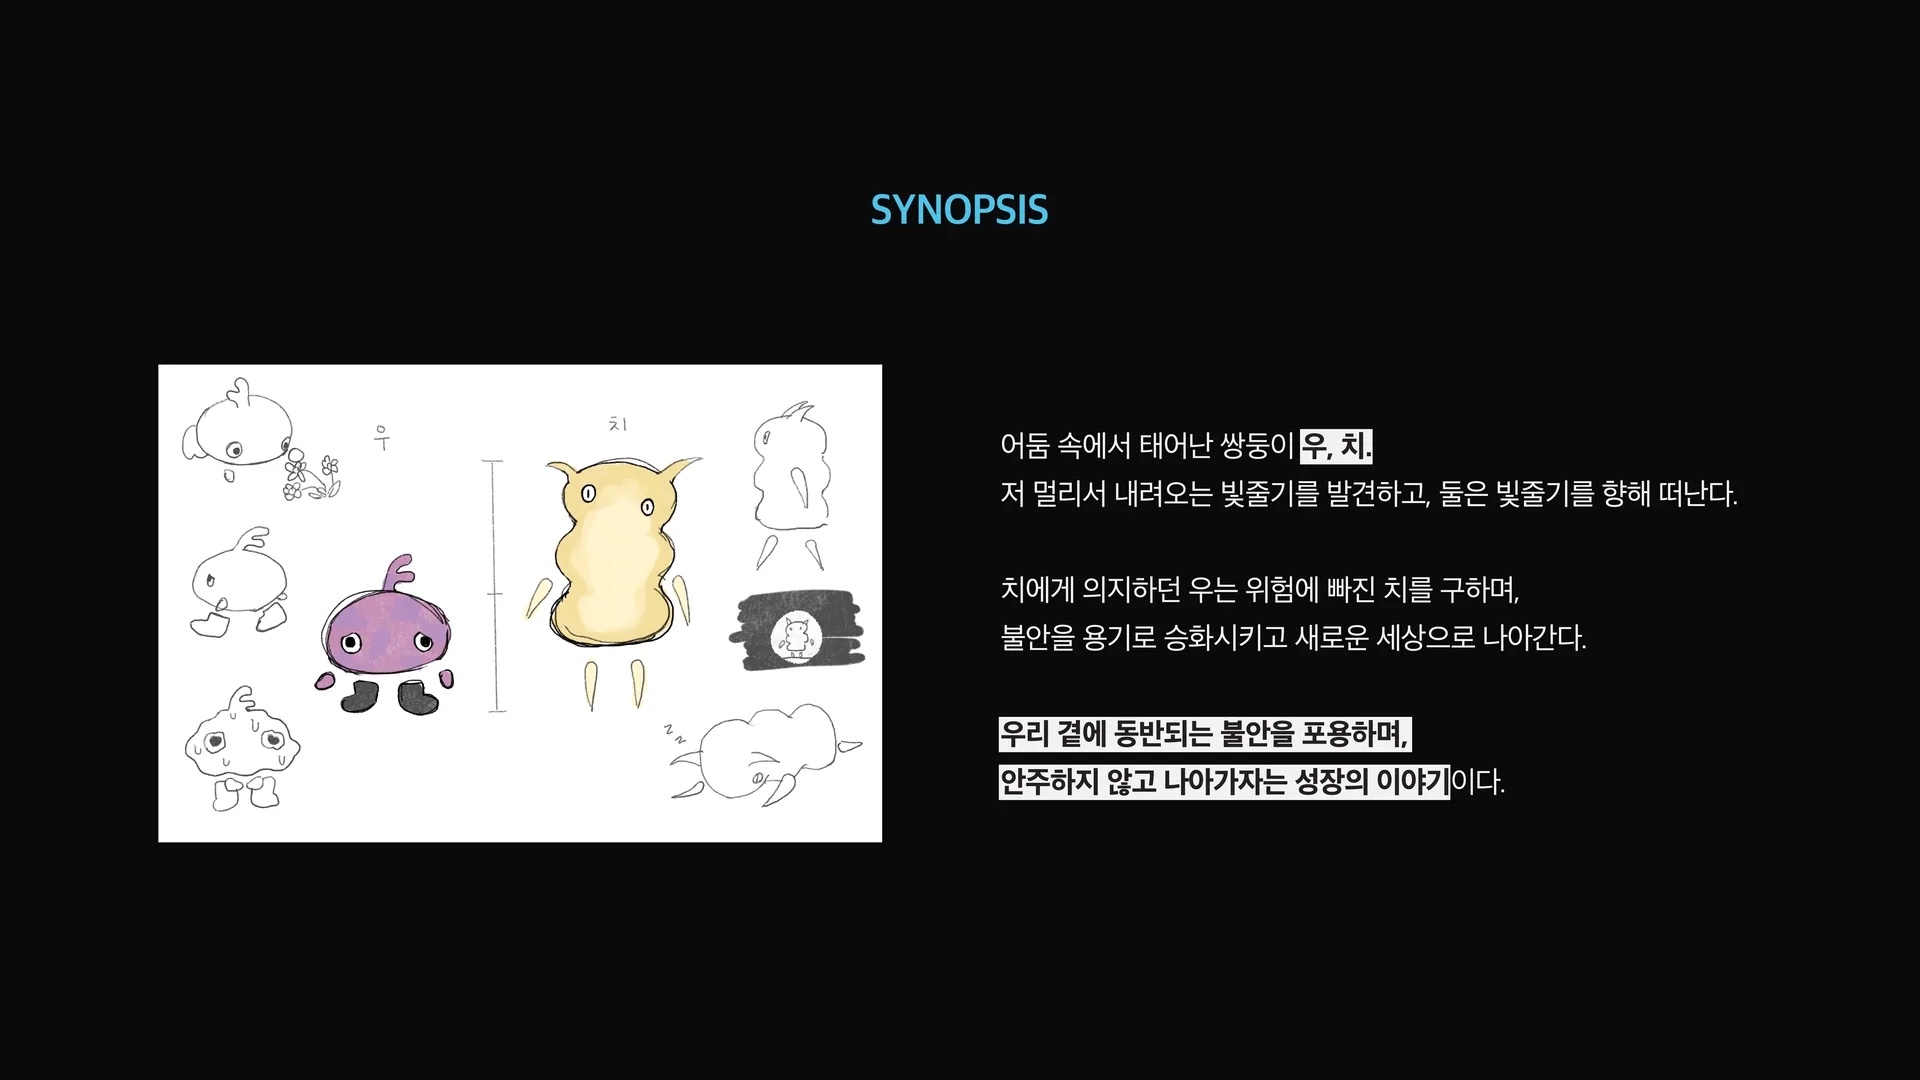 SYNOPSIS
우
치
z
z
z
어둠 속에서 태어난 쌍둥이 우, 치.
저 멀리서 내려오는 빛줄기를 발견하고, 둘은 빛줄기를 향해 떠난다.
치에게 의지하던 우는 위험에 빠진 치를 구하며,
불안을 용기로 승화시키고 새로운 세상으로 나아간다.
우리 곁에 동반되는 불안을 포용하며,
안주하지 않고 나아가자는 성장의 이야기이다.